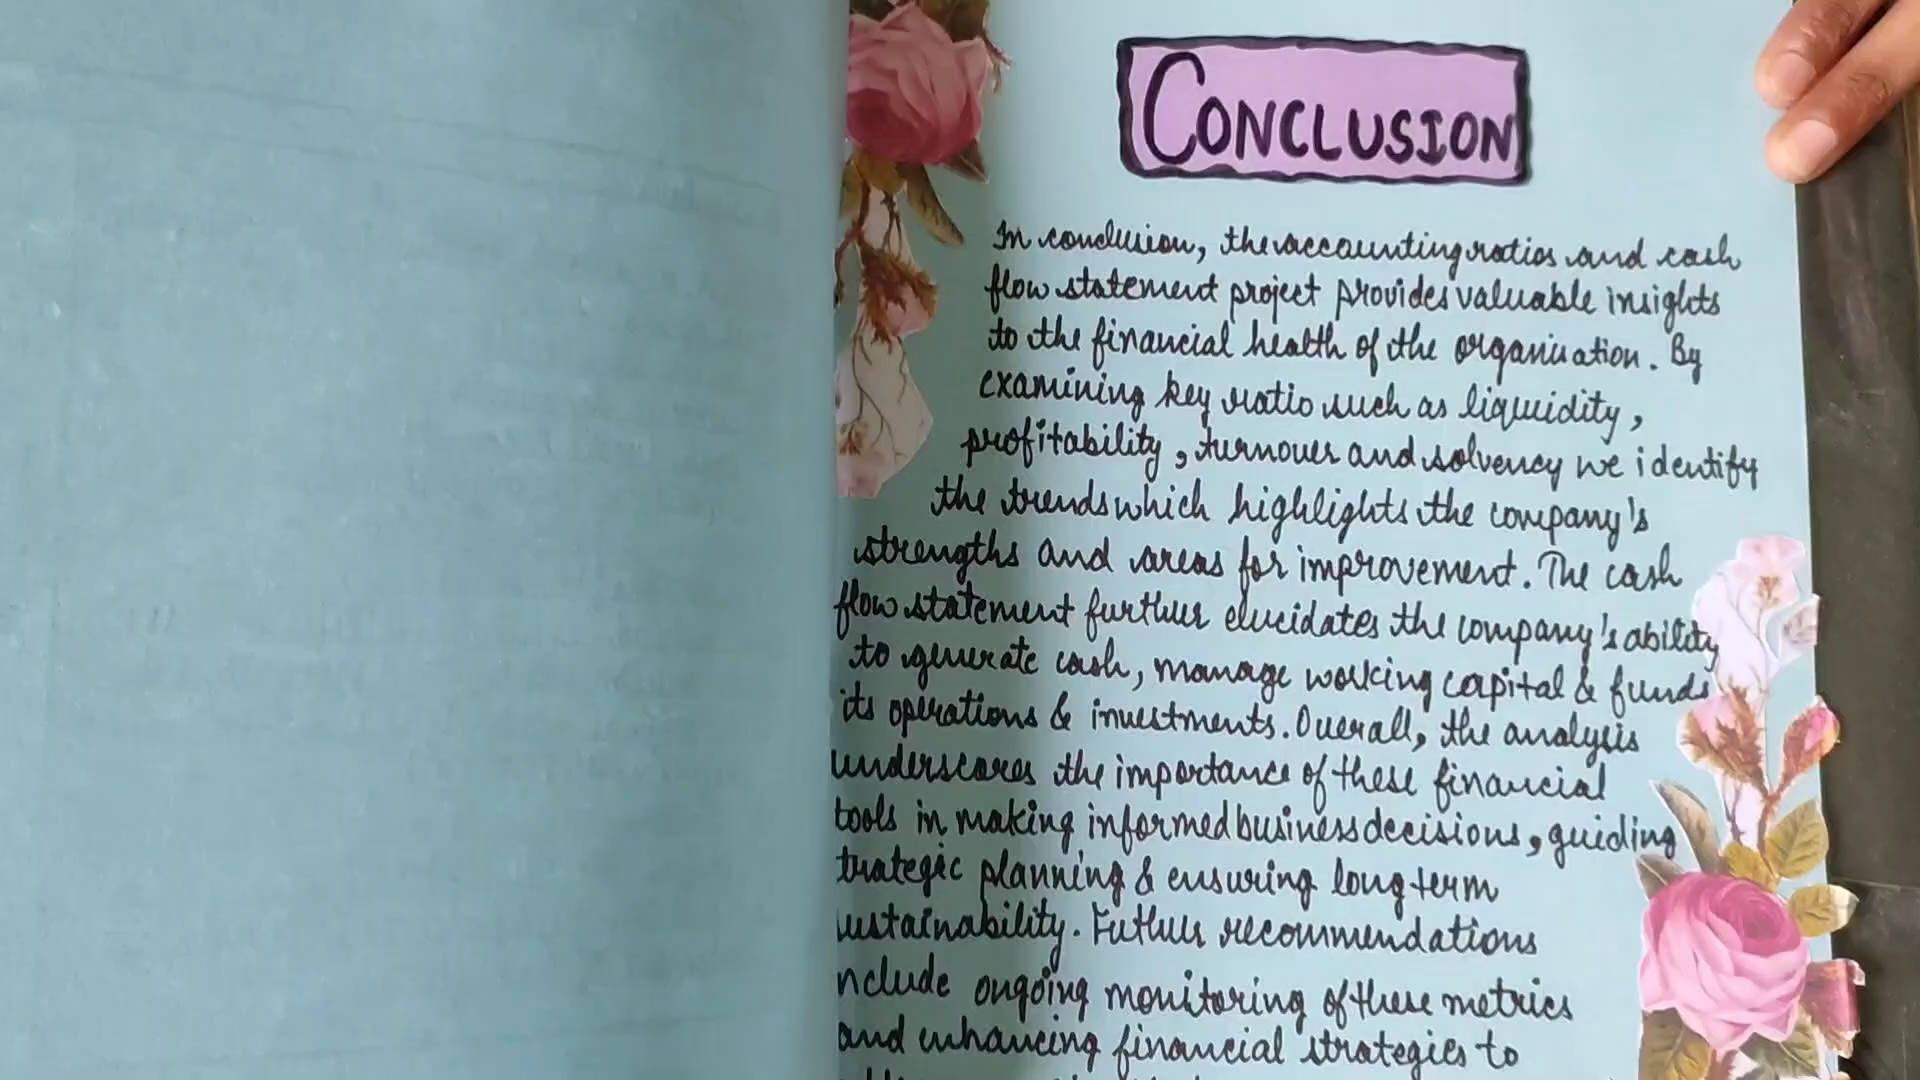 CONCLUSION
In conclusion, the accounting ratios and cash
flow statement project provides valuable insights
to the financial health of the organisation. By
examining key ratio such as liquidity,
profitability, turnover and solvency we identify
the trends which highlights the company's
strengths and areas for improvement. The cash
flow statement further elucidates the company's ability
to generate cash, manage working capital & funds
its operations & investments. Overall, the analysis
underscores the importance of these financial
tools in making informed business decisions, guiding
trategic planning & ensuring long term
ustainability. Futher recommendations
nclude ongoing monitoring of these metrics
and enhancing financial strategies to